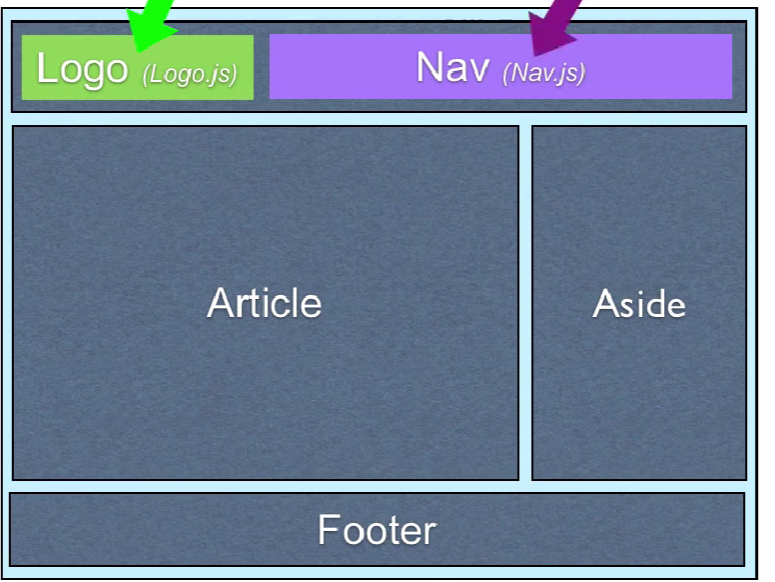 Logo (Logo.js)
Nav (Nav.js)
Article
Aside
Footer